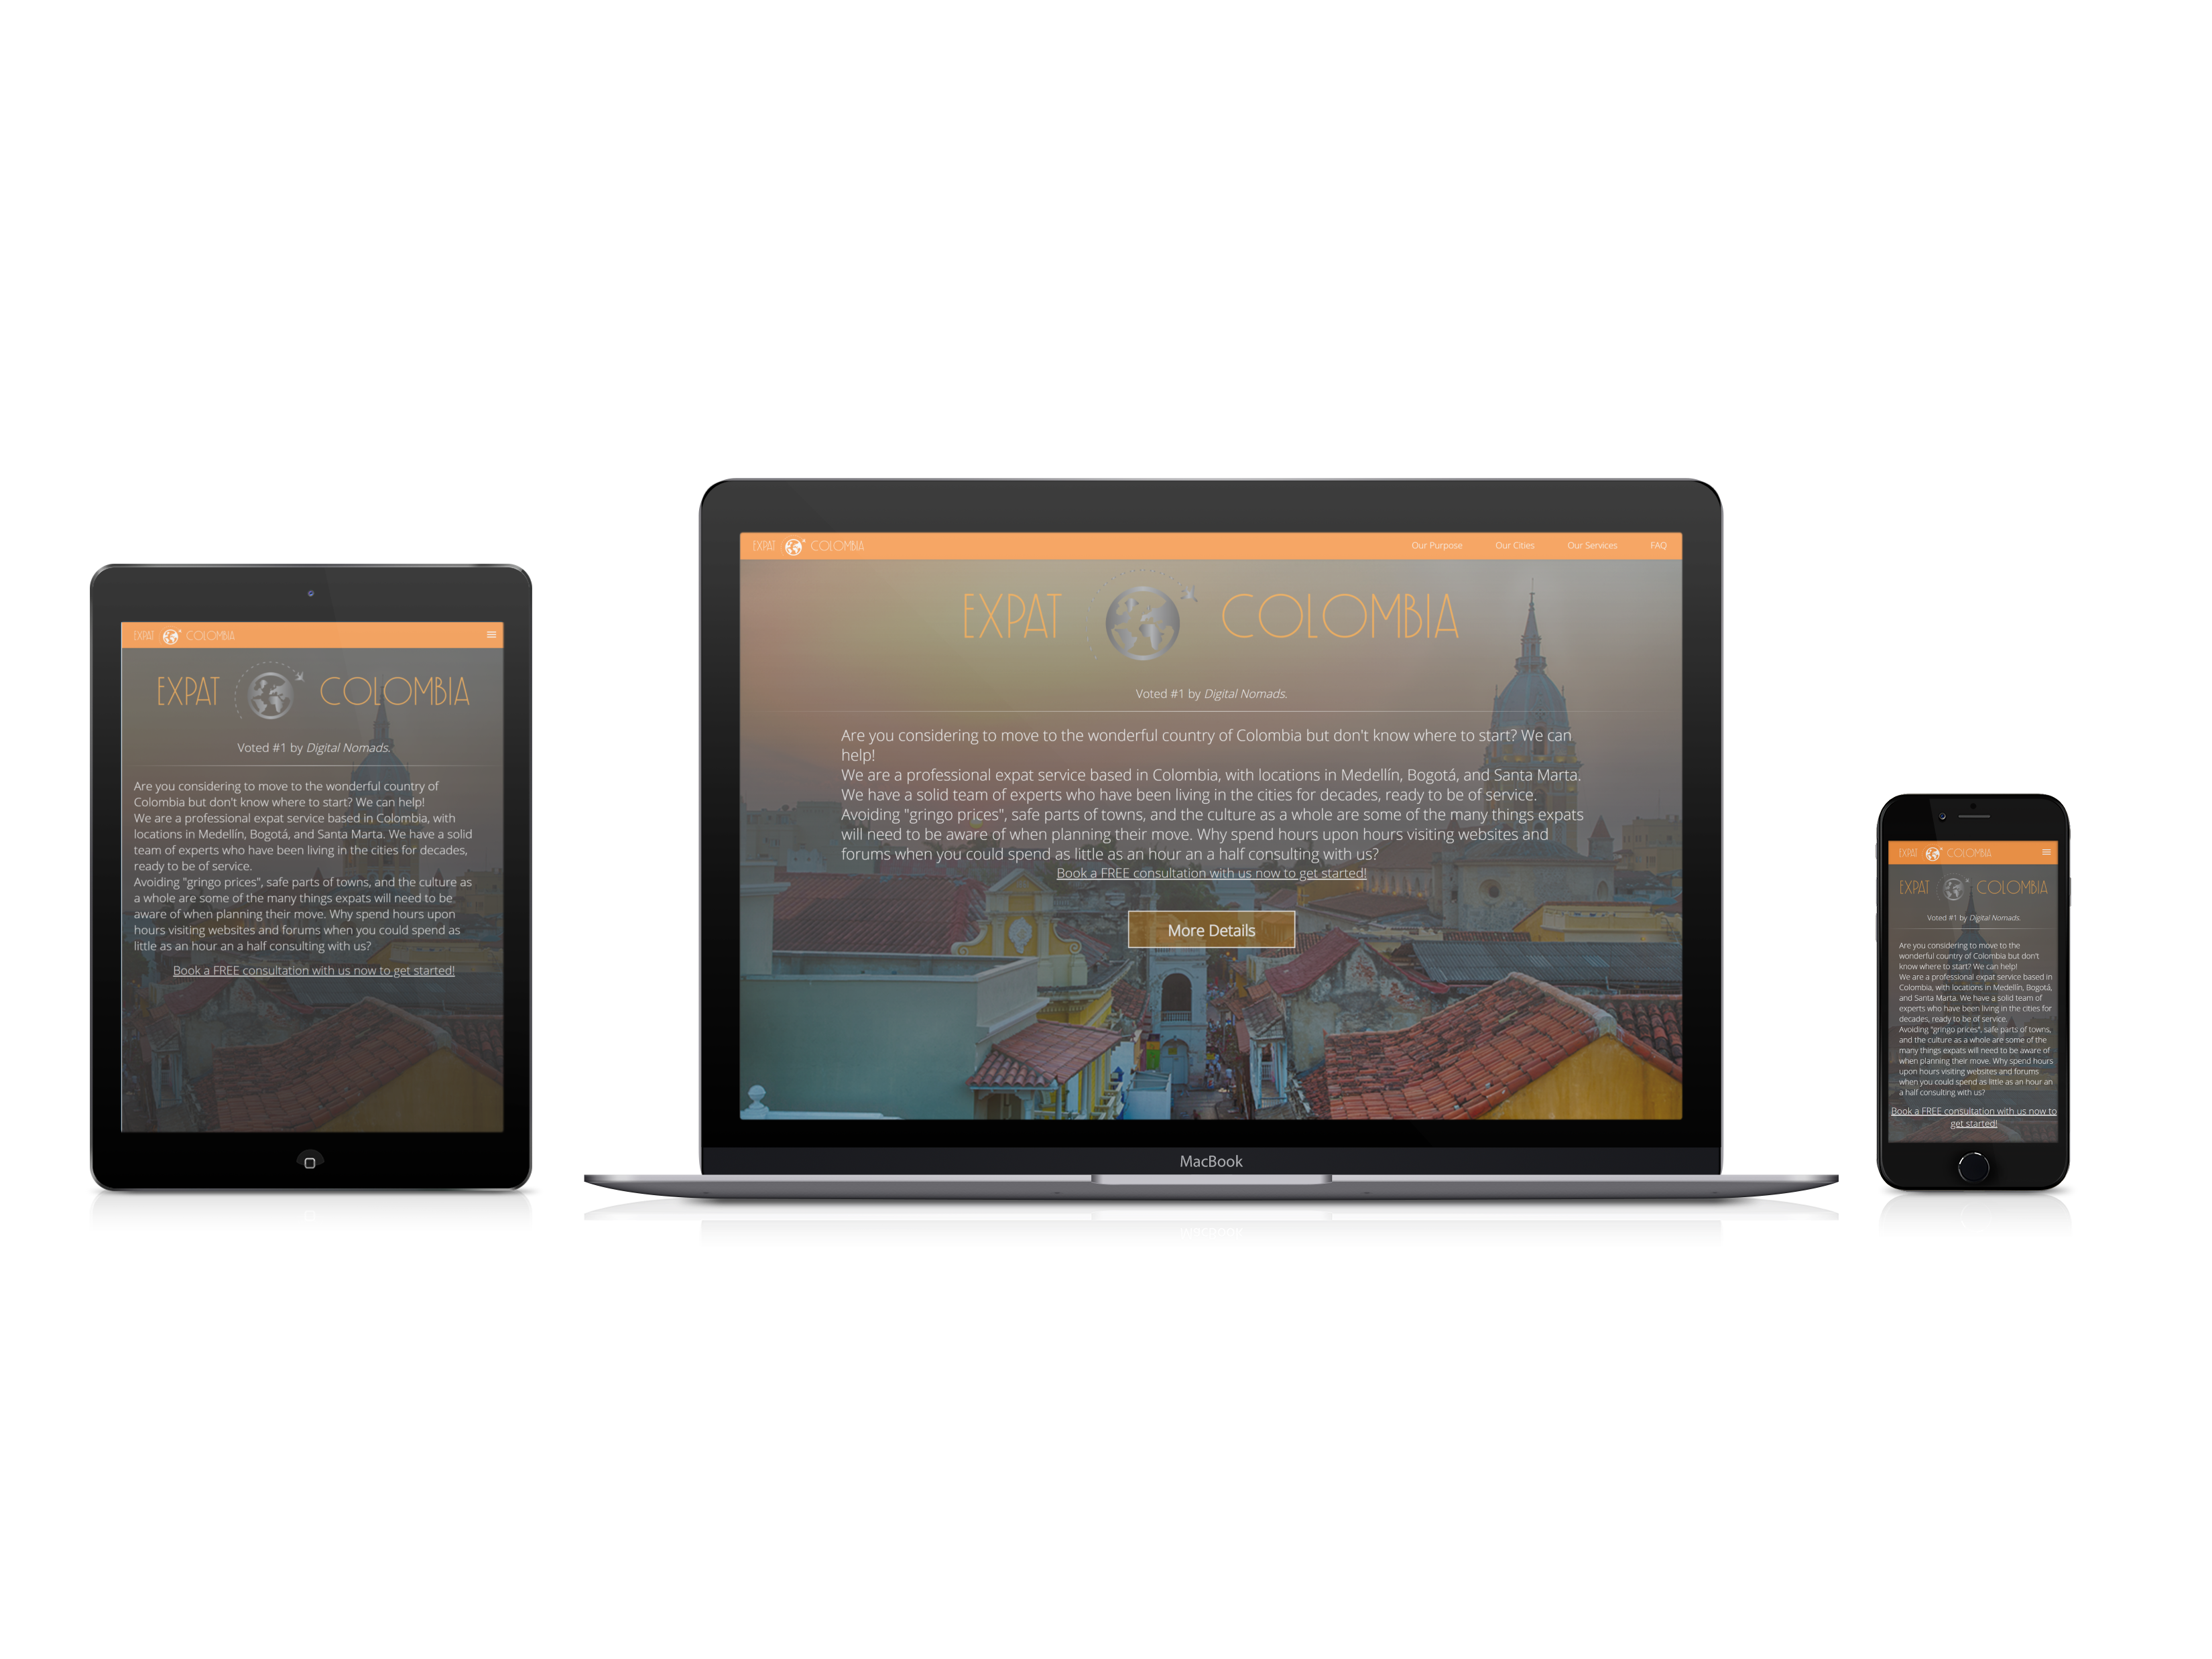 EXPAT COLOMBIA
EXPAT COLOMBIA
Voted #1 by Digital Nomads.
Are you considering to move to the wonderful country of
Colombia but don't know where to start? We can help!
We are a professional expat service based in Colombia, with
locations in Medellín, Bogotá, and Santa Marta. We have a solid
team of experts who have been living in the cities for decades,
ready to be of service.
Avoiding "gringo prices", safe parts of towns, and the culture as
a whole are some of the many things expats will need to be
aware of when planning their move. Why spend hours upon
hours visiting websites and forums when you could spend as
little as an hour an a half consulting with us?
Book a FREE consultation with us now to get started!
EXPAT COLOMBIA Our Purpose Our Cities Our Services FAQ
EXPAT COLOMBIA
Voted #1 by Digital Nomads.
Are you considering to move to the wonderful country of Colombia but don't know where to start? We can
help!
We are a professional expat service based in Colombia, with locations in Medellín, Bogotá, and Santa Marta.
We have a solid team of experts who have been living in the cities for decades, ready to be of service.
Avoiding "gringo prices", safe parts of towns, and the culture as a whole are some of the many things expats
will need to be aware of when planning their move. Why spend hours upon hours visiting websites and
forums when you could spend as little as an hour an a half consulting with us?
Book a FREE consultation with us now to get started!
More Details
MacBook
EXPAT COLOMBIA
EXPAT COLOMBIA
Voted #1 by Digital Nomads.
Are you considering to move to the
wonderful country of Colombia but don't
know where to start? We can help!
We are a professional expat service based in
Colombia, with locations in Medellín, Bogotá,
and Santa Marta. We have a solid team of
experts who have been living in the cities for
decades, ready to be of service.
Avoiding "gringo prices", safe parts of towns,
and the culture as a whole are some of the
many things expats will need to be aware of
when planning their move. Why spend hours
upon hours visiting websites and forums
when you could spend as little as an hour an
a half consulting with us?
Book a FREE consultation with us now to
get started!